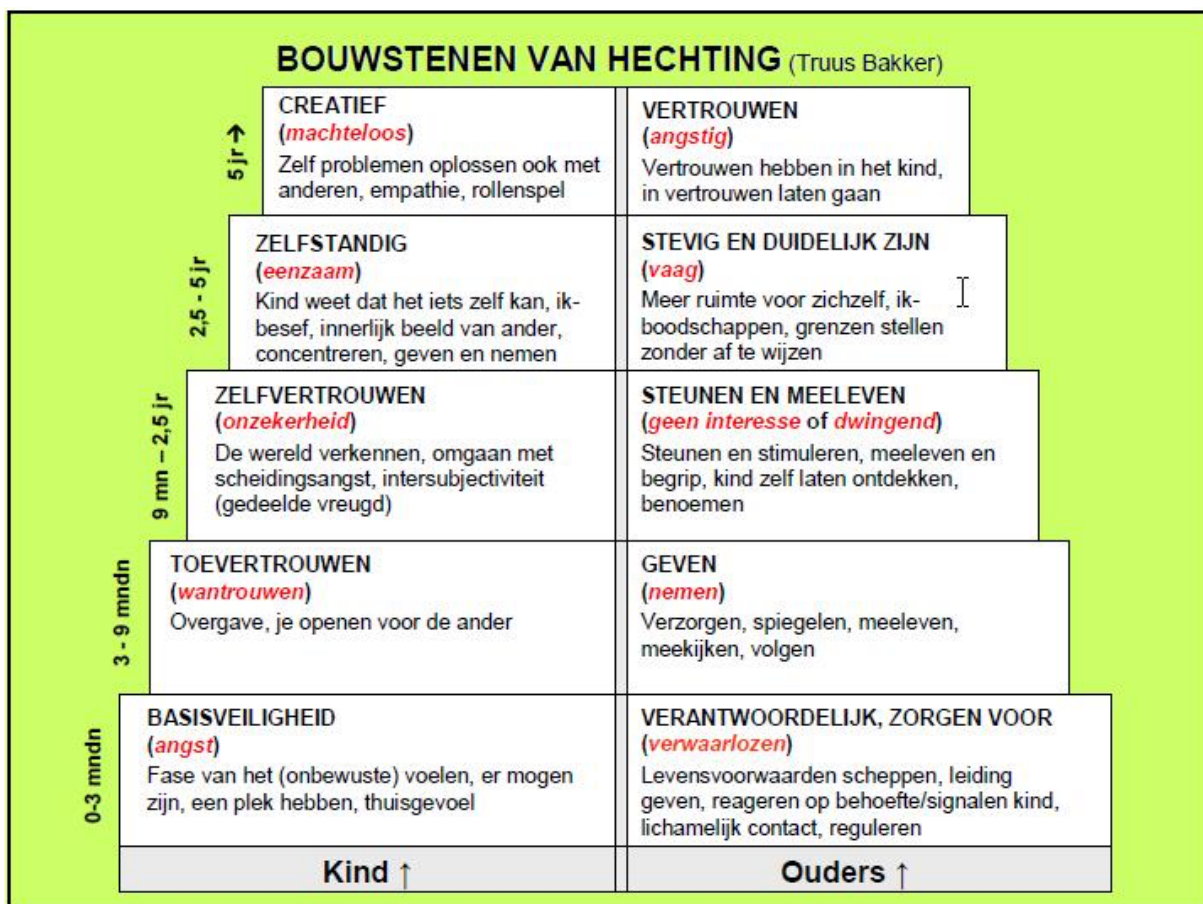 BOUWSTENEN VAN HECHTING (Truus Bakker)
5 jr →
CREATIEF
(machteloos)
Zelf problemen oplossen ook met
anderen, empathie, rollenspel
VERTROUWEN
(angstig)
Vertrouwen hebben in het kind,
in vertrouwen laten gaan
2,5 - 5 jr
ZELFSTANDIG
(eenzaam)
Kind weet dat het iets zelf kan, ik-
besef, innerlijk beeld van ander,
concentreren, geven en nemen
STEVIG EN DUIDELIJK ZIJN
(vaag)
Meer ruimte voor zichzelf, ik-
boodschappen, grenzen stellen
zonder af te wijzen
9 mn – 2,5 jr
ZELFVERTROUWEN
(onzekerheid)
De wereld verkennen, omgaan met
scheidingsangst, intersubjectiviteit
(gedeelde vreugd)
STEUNEN EN MEELEVEN
(geen interesse of dwingend)
Steunen en stimuleren, meeleven en
begrip, kind zelf laten ontdekken,
benoemen
3 - 9 mndn
TOEVERTROUWEN
(wantrouwen)
Overgave, je openen voor de ander
GEVEN
(nemen)
Verzorgen, spiegelen, meeleven,
meekijken, volgen
0-3 mndn
BASISVEILIGHEID
(angst)
Fase van het (onbewuste) voelen, er mogen
zijn, een plek hebben, thuisgevoel
VERANTWOORDELIJK, ZORGEN VOOR
(verwaarlozen)
Levensvoorwaarden scheppen, leiding
geven, reageren op behoefte/signalen kind,
lichamelijk contact, reguleren
Kind ↑
Ouders ↑